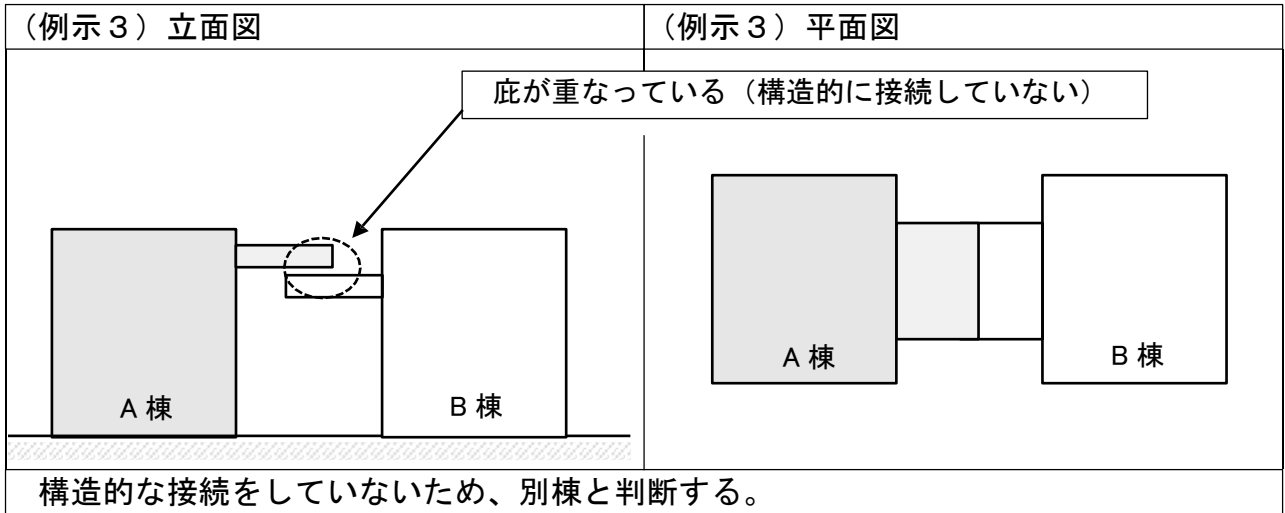 （例示３）立面図
（例示３）平面図
庇が重なっている（構造的に接続していない）
A 棟
B 棟
A 棟
B 棟
構造的な接続をしていないため、別棟と判断する。